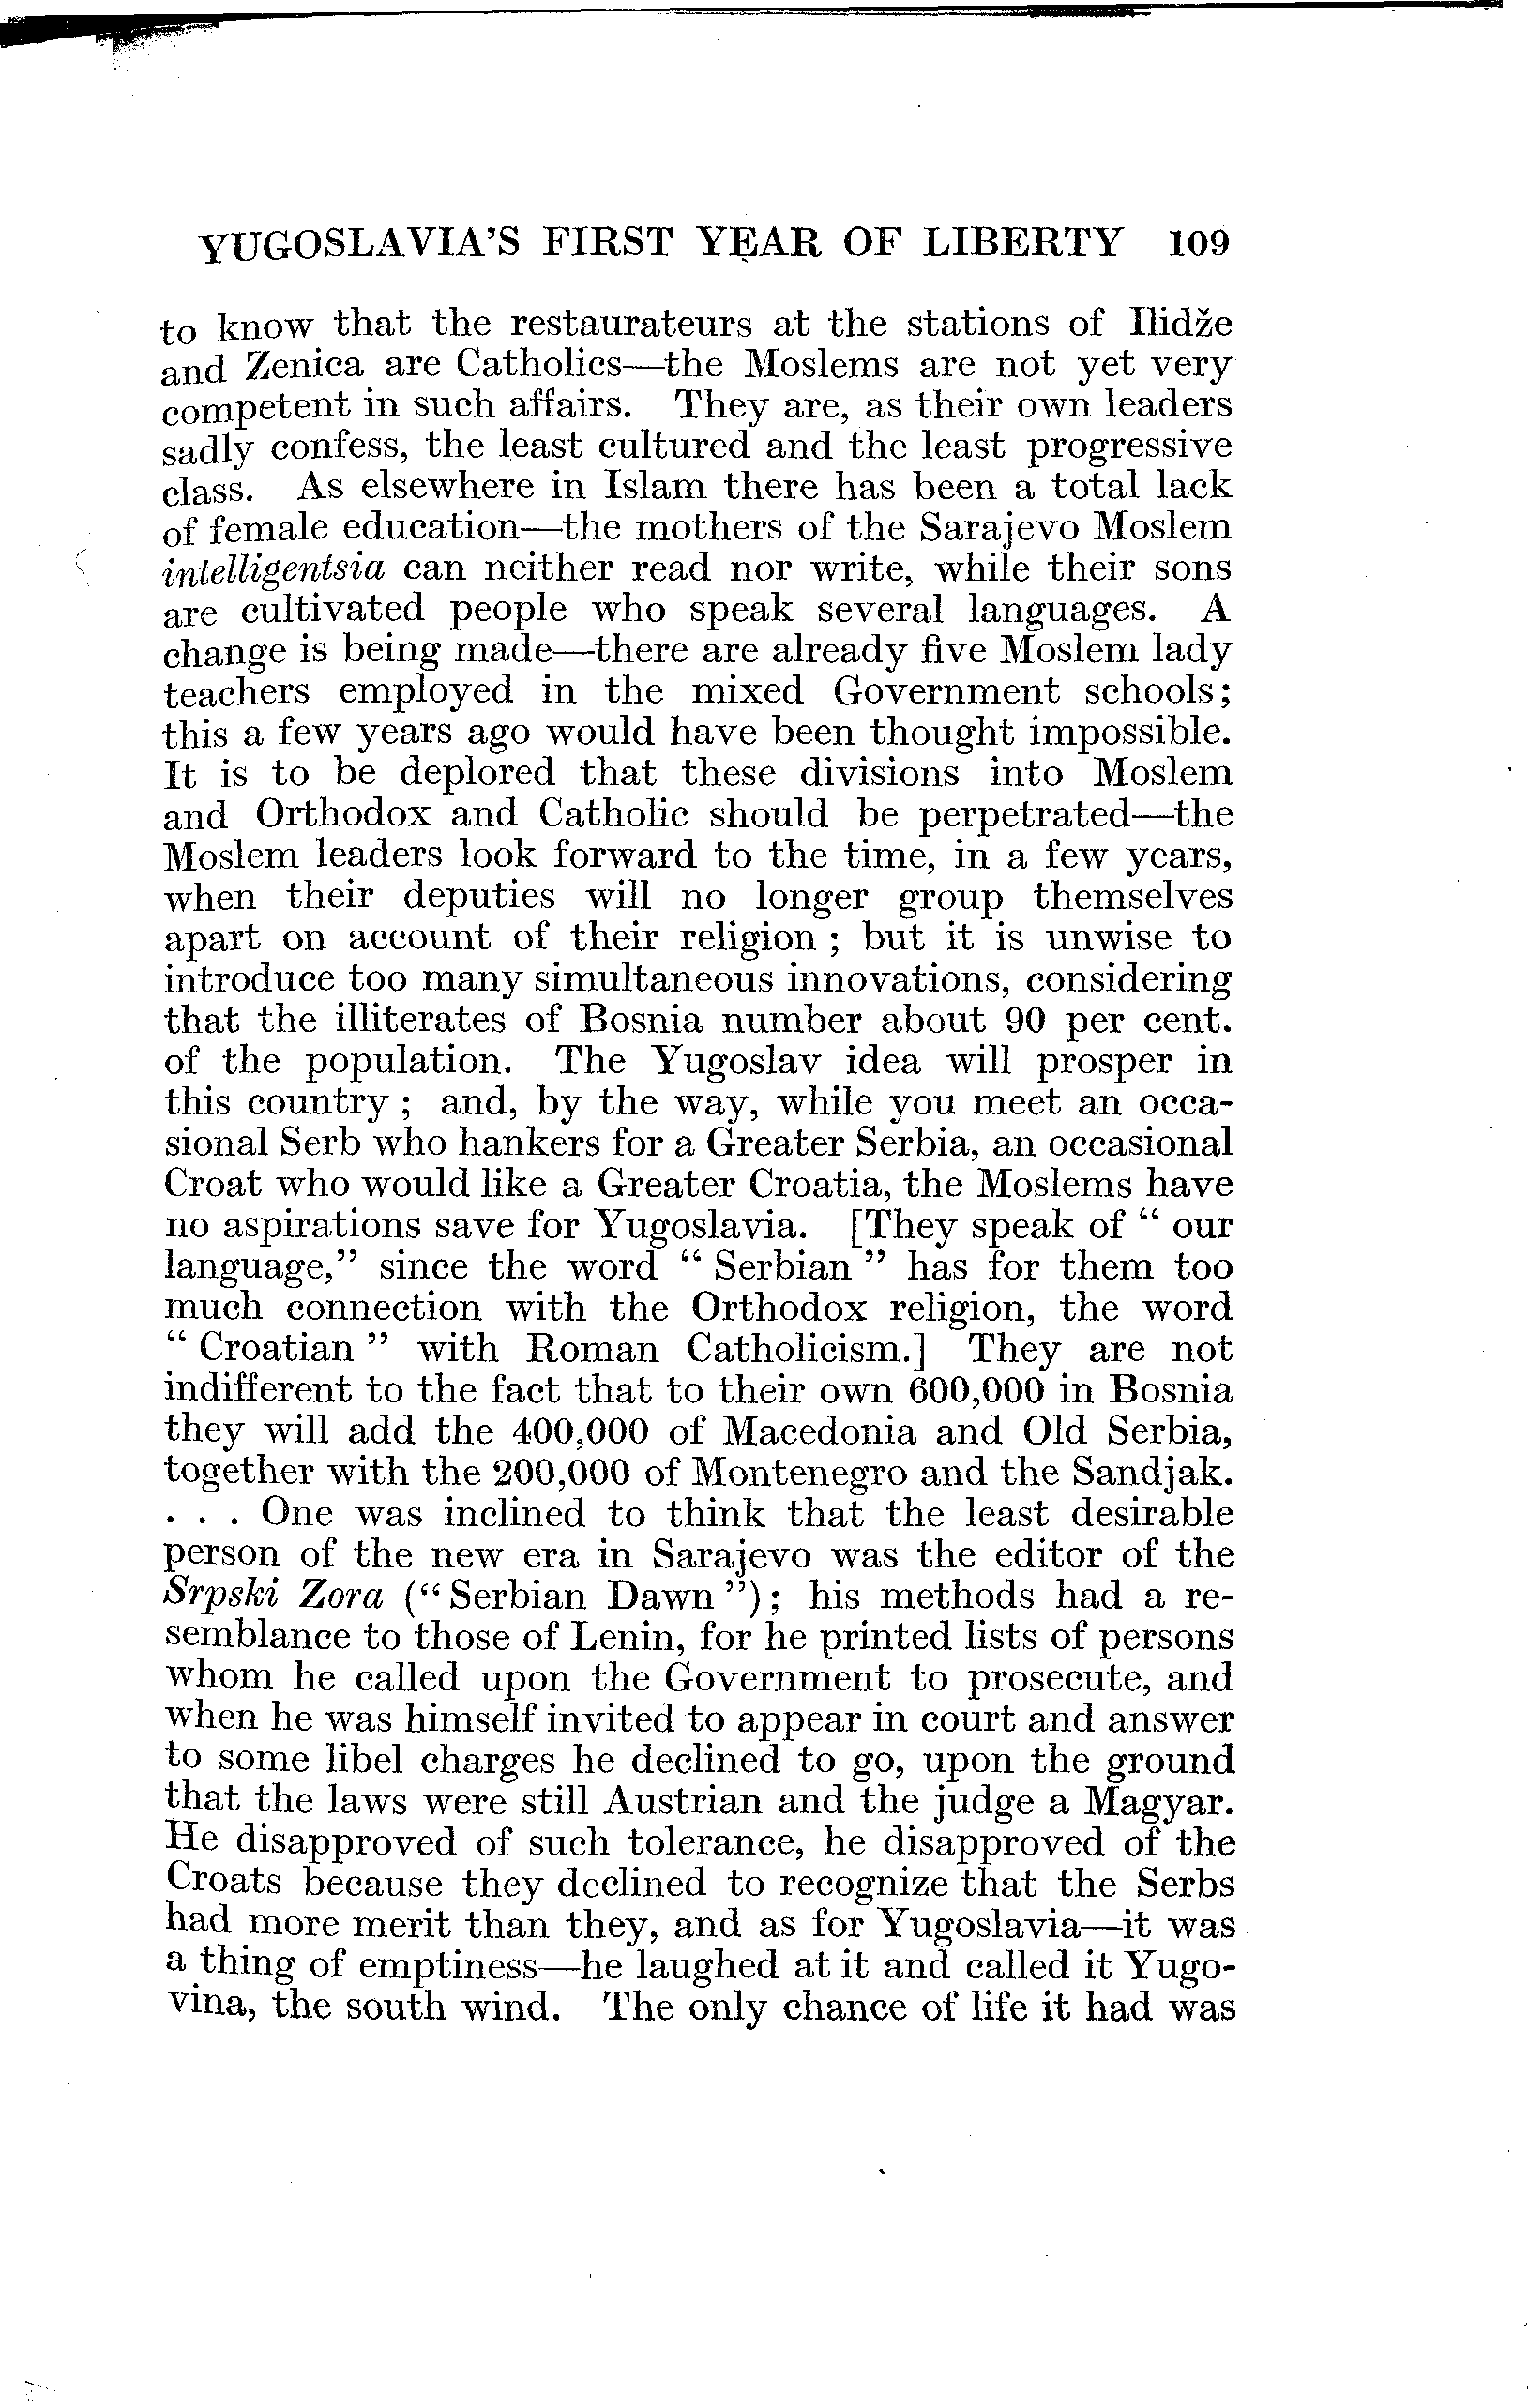 YUGOSLAVIA'S FIRST YEAR OF LIBERTY 109
to know that the restaurateurs at the stations of Ilidže
and Zenica are Catholics—the Moslems are not yet very
competent in such affairs. They are, as their own leaders
sadly confess, the least cultured and the least progressive
class. As elsewhere in Islam there has been a total lack
of female education—the mothers of the Sarajevo Moslem
intelligentsia can neither read nor write, while their sons
are cultivated people who speak several languages. A
change is being made—there are already five Moslem lady
teachers employed in the mixed Government schools;
this a few years ago would have been thought impossible.
It is to be deplored that these divisions into Moslem
and Orthodox and Catholic should be perpetrated—the
Moslem leaders look forward to the time, in a few years,
when their deputies will no longer group themselves
apart on account of their religion ; but it is unwise to
introduce too many simultaneous innovations, considering
that the illiterates of Bosnia number about 90 per cent.
of the population. The Yugoslav idea will prosper in
this country ; and, by the way, while you meet an occa-
sional Serb who hankers for a Greater Serbia, an occasional
Croat who would like a Greater Croatia, the Moslems have
no aspirations save for Yugoslavia. [They speak of " our
language," since the word " Serbian " has for them too
much connection with the Orthodox religion, the word
" Croatian " with Roman Catholicism.] They are not
indifferent to the fact that to their own 600,000 in Bosnia
they will add the 400,000 of Macedonia and Old Serbia,
together with the 200,000 of Montenegro and the Sandjak.
. . . One was inclined to think that the least desirable
person of the new era in Sarajevo was the editor of the
Srpski Zora (" Serbian Dawn "); his methods had a re-
semblance to those of Lenin, for he printed lists of persons
whom he called upon the Government to prosecute, and
when he was himself invited to appear in court and answer
to some libel charges he declined to go, upon the ground
that the laws were still Austrian and the judge a Magyar.
He disapproved of such tolerance, he disapproved of the
Croats because they declined to recognize that the Serbs
had more merit than they, and as for Yugoslavia—it was
a thing of emptiness—he laughed at it and called it Yugo-
vina, the south wind. The only chance of life it had was